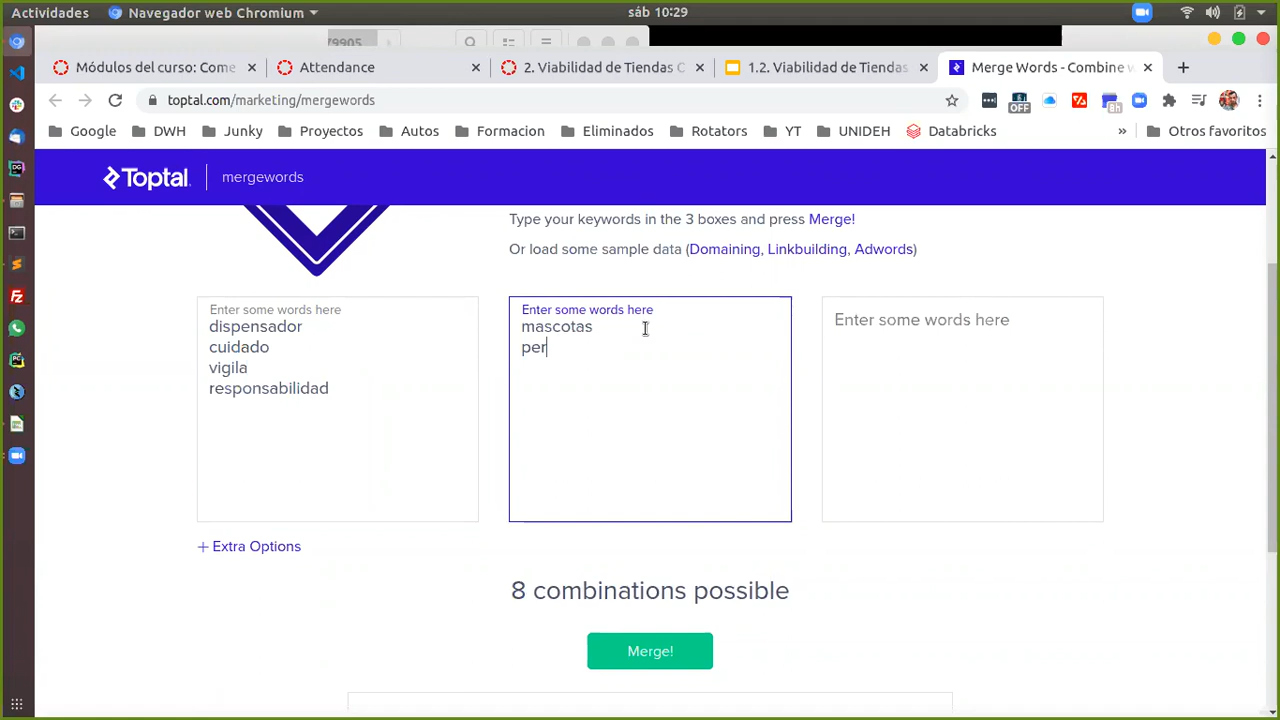 Actividades Navegador web Chromium sáb 10:29
79905
Módulos del curso: Come Attendance 2. Viabilidad de Tiendas C 1.2. Viabilidad de Tiendas Merge Words - Combine w
toptal.com/marketing/mergewords OFF 8h
Google DWH Junky Proyectos Autos Formacion Eliminados Rotators YT UNIDEH Databricks » Otros favoritos
Toptal mergewords
Type your keywords in the 3 boxes and press Merge!
Or load some sample data (Domaining, Linkbuilding, Adwords)
Enter some words here
dispensador
cuidado
vigila
responsabilidad
Enter some words here
mascotas
per
Enter some words here
+ Extra Options
8 combinations possible
Merge!